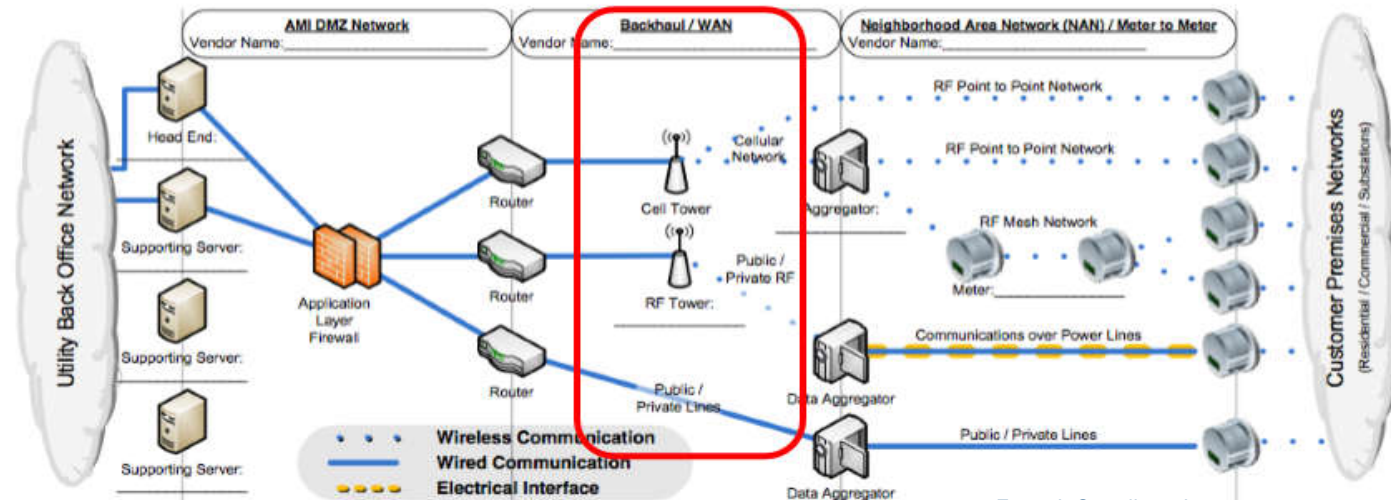 AMI DMZ Network
Vendor Name:
Backhaul / WAN
Vendor Name:
Neighborhood Area Network (NAN) / Meter to Meter
Vendor Name:
Utility Back Office Network
Head End:
Supporting Server:
Supporting Server:
Supporting Server:
Application
Layer
Firewall
Router
Router
Router
Cell Tower
RF Tower:
Cellular
Network
Public /
Private RF
Public /
Private Lines
Aggregator:
Data Aggregator
Data Aggregator
RF Point to Point Network
RF Point to Point Network
RF Mesh Network
Meter:
Communications over Power Lines
Public / Private Lines
Customer Premises Networks
(Residential / Commercial / Substations)
Wireless Communication
Wired Communication
Electrical Interface